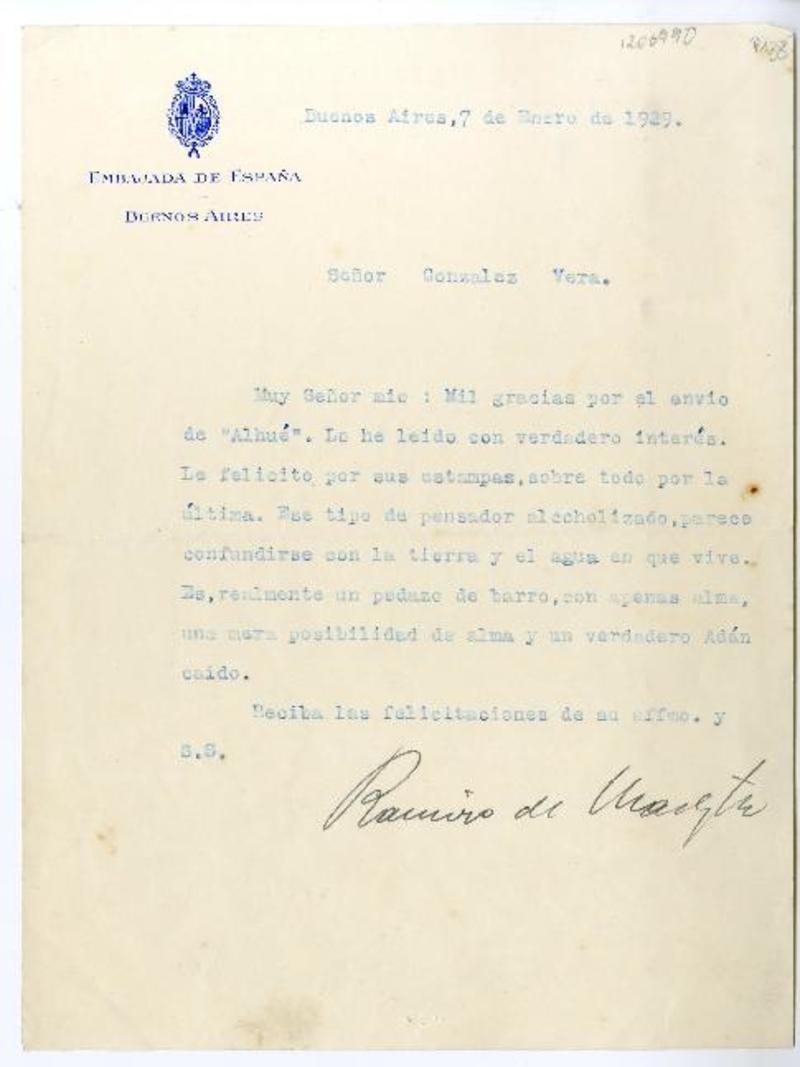 1206990
Buenos Aires,7 de Enero de 1929.
EMBAJADA DE ESPAÑA
BUENOS AIRES
Señor Gonzalez Vera.
Muy Señor mio : Mil gracias por el envio
de "Alhué". Lo he leido con verdadero interés.
Le felicito por sus estampas,sobre todo por la
última. Ese tipo de pensador alcoholizado,parece
confundirse con la tierra y el agua en que vive.
Es,realmente un pedazo de barro,con apenas alma,
una mera posibilidad de alma y un verdadero Adán
caído.
Reciba las felicitaciones de su affmo. y
S.S.
Ramiro de Maeztu